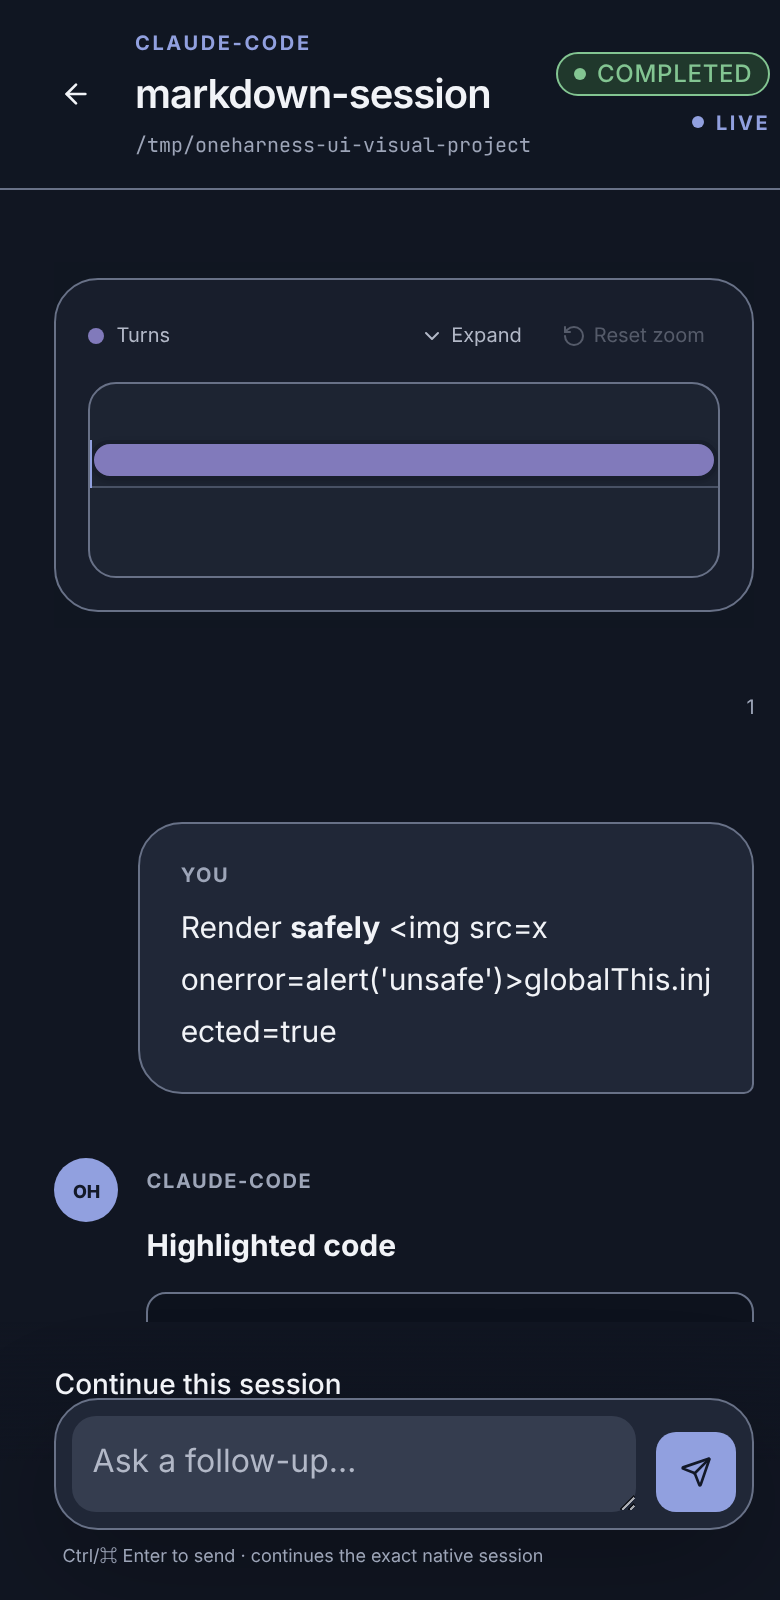 CLAUDE-CODE
markdown-session
/tmp/oneharness-ui-visual-project
COMPLETED
LIVE
Turns
Expand
Reset zoom
1
YOU
Render safely <img src=x
onerror=alert('unsafe')>globalThis.inj
ected=true
OH
CLAUDE-CODE
Highlighted code
Continue this session
Ask a follow-up...
Ctrl/⌘ Enter to send · continues the exact native session